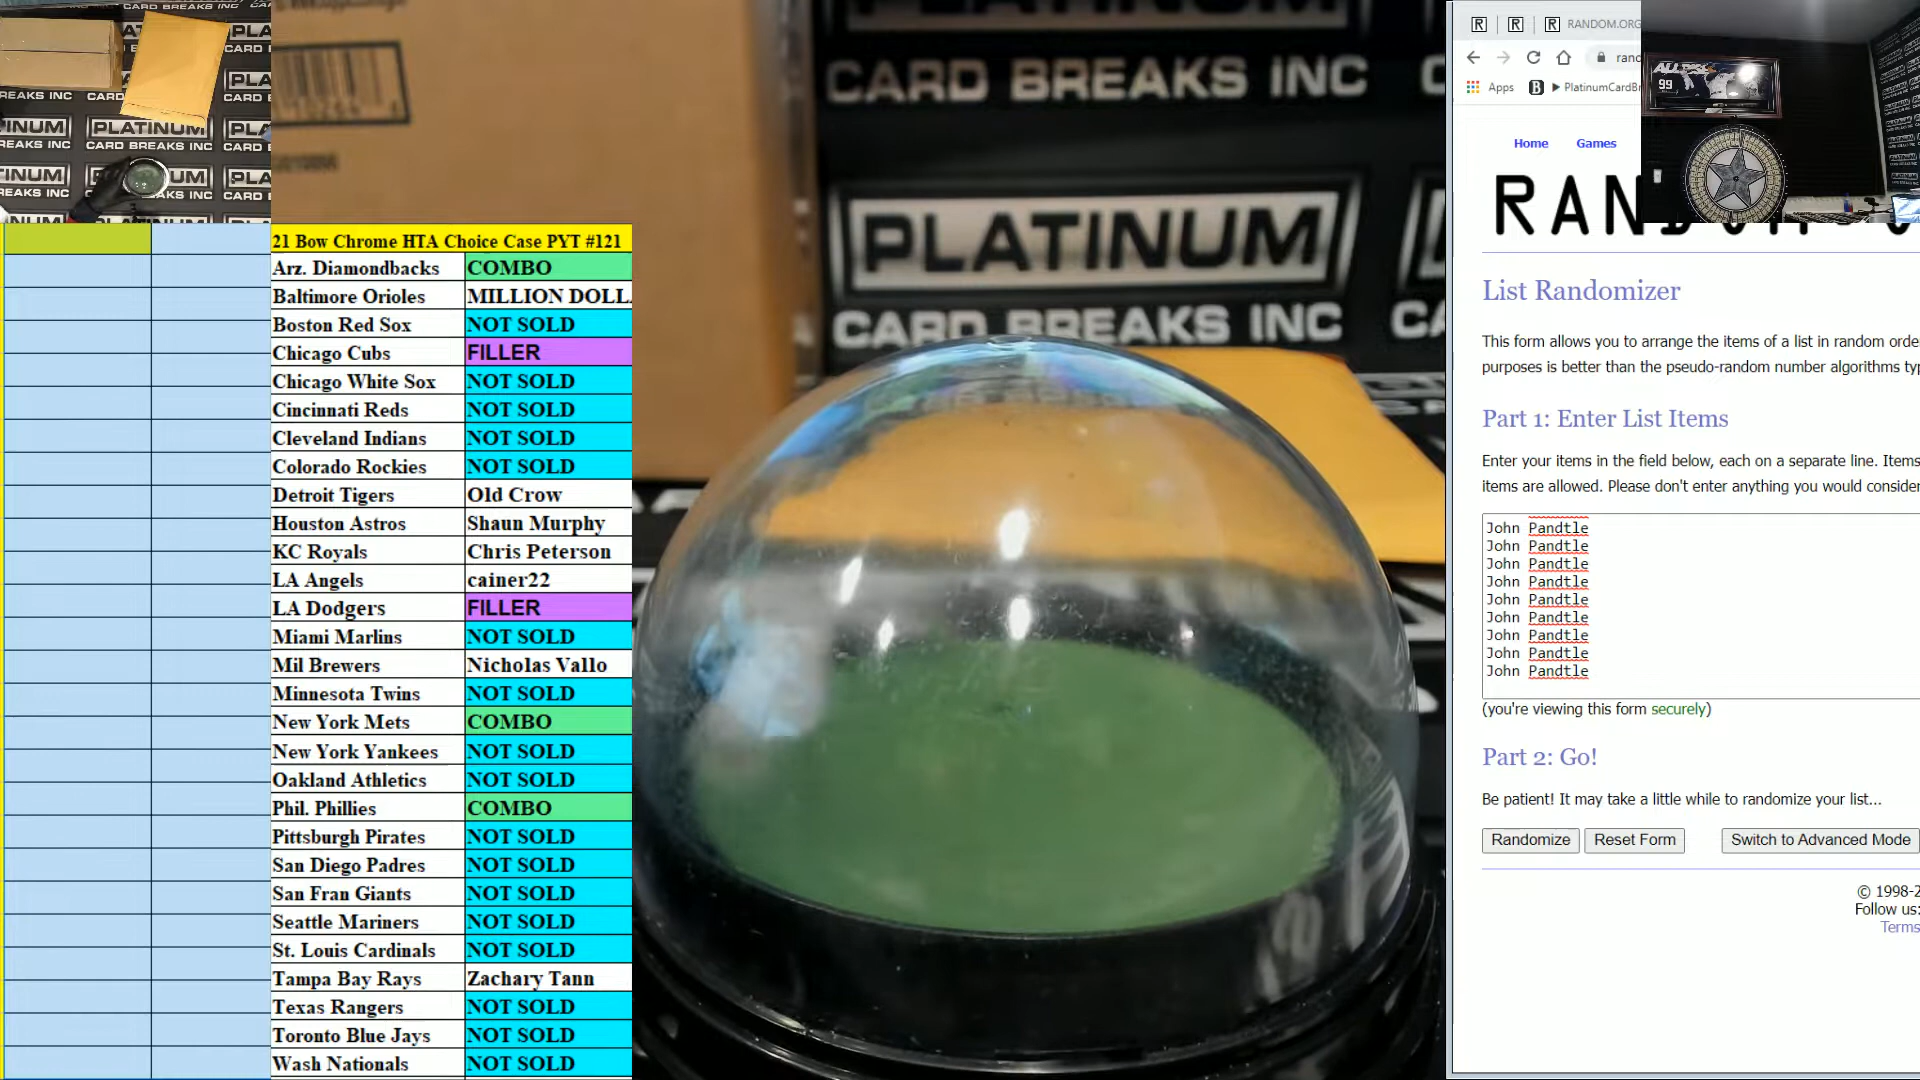 CARD BREAKS INC
PLATINUM
CARD BREAKS INC
BREAKS INC
PLATINUM
CARD BREAKS INC
21 Bow Chrome HTA Choice Case PYT #121
Arz. Diamondbacks COMBO
Baltimore Orioles MILLION
Boston Red Sox NOT SOLD
Chicago Cubs FILLER
Chicago White Sox NOT SOLD
Cincinnati Reds NOT SOLD
Cleveland Indians NOT SOLD
Colorado Rockies NOT SOLD
Detroit Tigers Old Crow
Houston Astros Shaun Murphy
KC Royals Chris Peterson
LA Angels cainer22
LA Dodgers FILLER
Miami Marlins NOT SOLD
Mil Brewers Nicholas Vallo
Minnesota Twins NOT SOLD
New York Mets COMBO
New York Yankees NOT SOLD
Oakland Athletics NOT SOLD
Phil. Phillies COMBO
Pittsburgh Pirates NOT SOLD
San Diego Padres NOT SOLD
San Fran Giants NOT SOLD
Seattle Mariners NOT SOLD
St. Louis Cardinals NOT SOLD
Tampa Bay Rays Zachary Tann
Texas Rangers NOT SOLD
Toronto Blue Jays NOT SOLD
Wash Nationals NOT SOLD
RANDOM.ORG
Apps
Home Games
List Randomizer
This form allows you to arrange the items of a list in random
purposes is better than the pseudo-random number algorithms
Part 1: Enter List Items
Enter your items in the field below, each on a separate line. Items
items are allowed. Please don't enter anything you would
John Pandtle
John Pandtle
John Pandtle
John Pandtle
John Pandtle
John Pandtle
John Pandtle
John Pandtle
John Pandtle
(you're viewing this form securely)
Part 2: Go!
Be patient! It may take a little while to randomize your list...
Randomize Reset Form Switch to Advanced Mode
© 1998-2
Follow us:
Terms
99